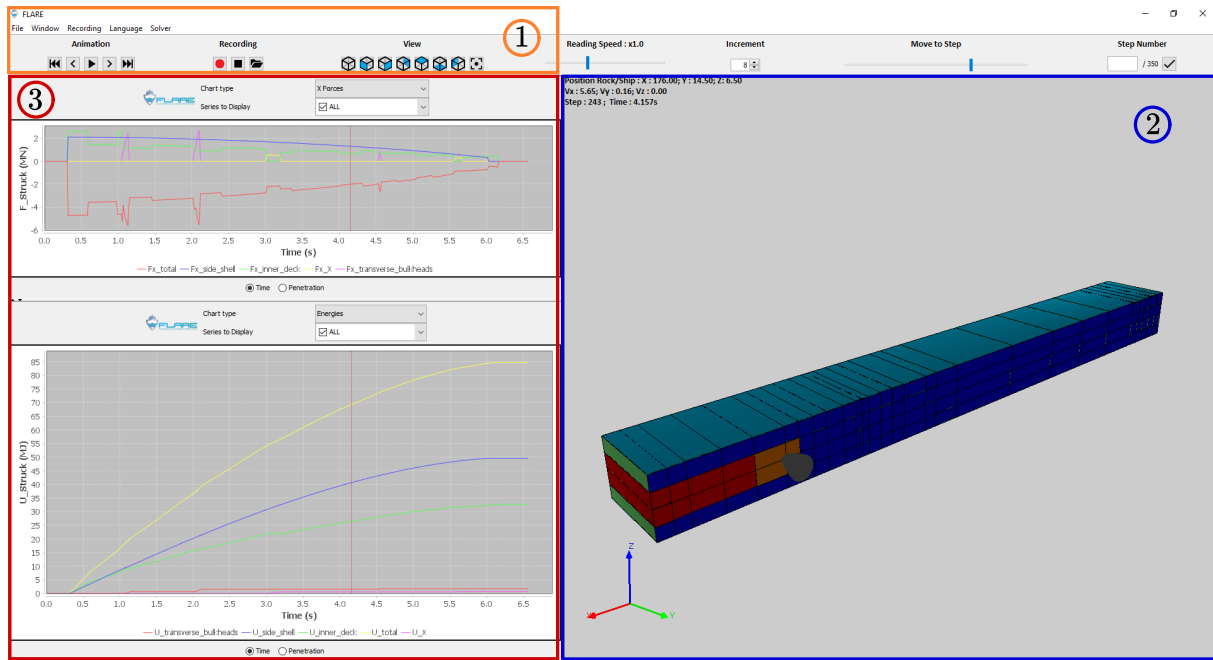 FLARE
File Window Recording Language Solver
1
Animation Recording View Reading Speed : x1.0 Increment Move to Step Step Number
8 / 350
3
FLARE
Chart type X Forces
Series to Display ALL
F_Struck (MN)
2
0
-2
-4
-6
0.0 0.5 1.0 1.5 2.0 2.5 3.0 3.5 4.0 4.5 5.0 5.5 6.0 6.5
Time (s)
Fx_total Fx_side_shell Fx_inner_deck: Fx_X Fx_transverse_bulkheads
Time Penetration
FLARE
Chart type Energies
Series to Display ALL
U_Struck (MJ)
85
80
75
70
65
60
55
50
45
40
35
30
25
20
15
10
5
0
0.0 0.5 1.0 1.5 2.0 2.5 3.0 3.5 4.0 4.5 5.0 5.5 6.0 6.5
Time (s)
U_transverse_bulkheads U_side_shell U_inner_deck: U_total U_X
Time Penetration
Position Rock/Ship : X : 176.00; Y : 14.50; Z: 6.50
Vx : 5.65; Vy : 0.16; Vz : 0.00
Step : 243 ; Time : 4.157s
2
Z
X Y